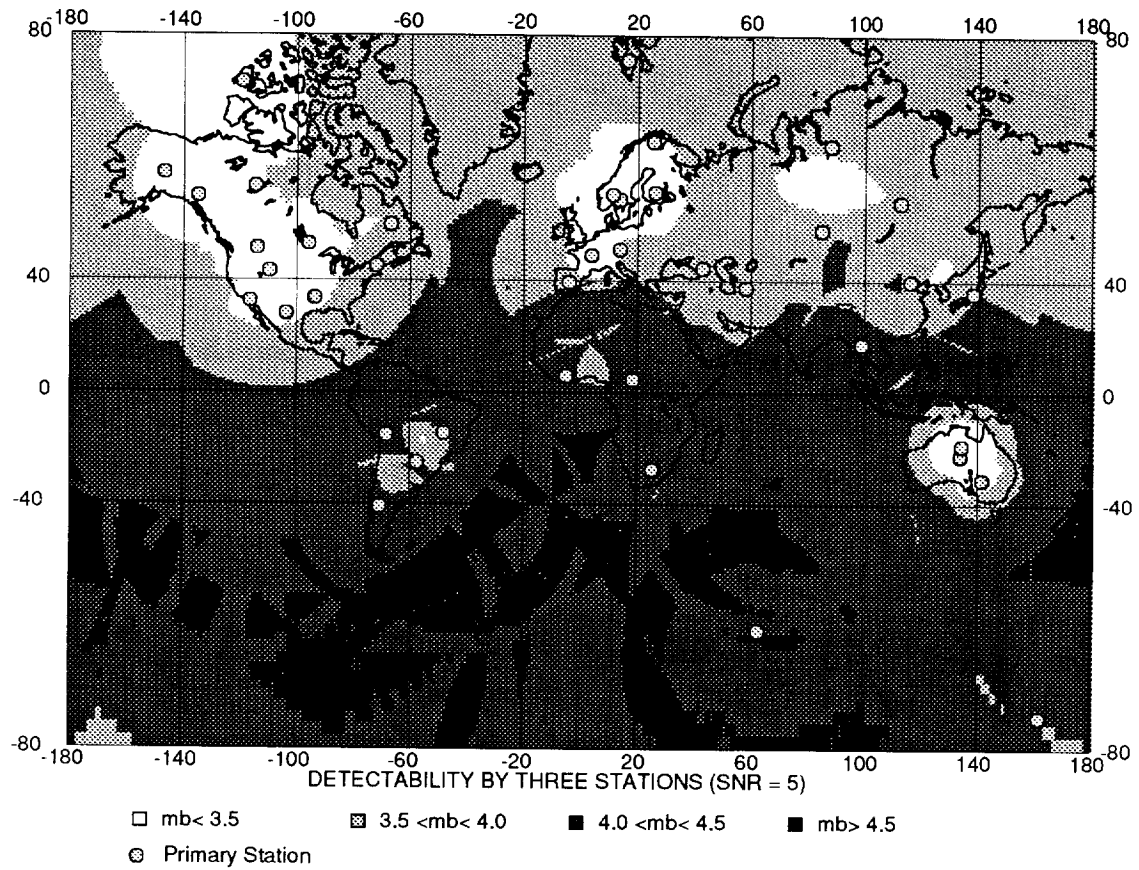 -180 -140 -100 -60 -20 20 60 100 140 180
80 80
40 40
0 0
-40 -40
-80 -80
-180 -140 -100 -60 -20 20 60 100 140 180
DETECTABILITY BY THREE STATIONS (SNR = 5)
mb< 3.5 3.5 <mb< 4.0 4.0 <mb< 4.5 mb> 4.5
Primary Station